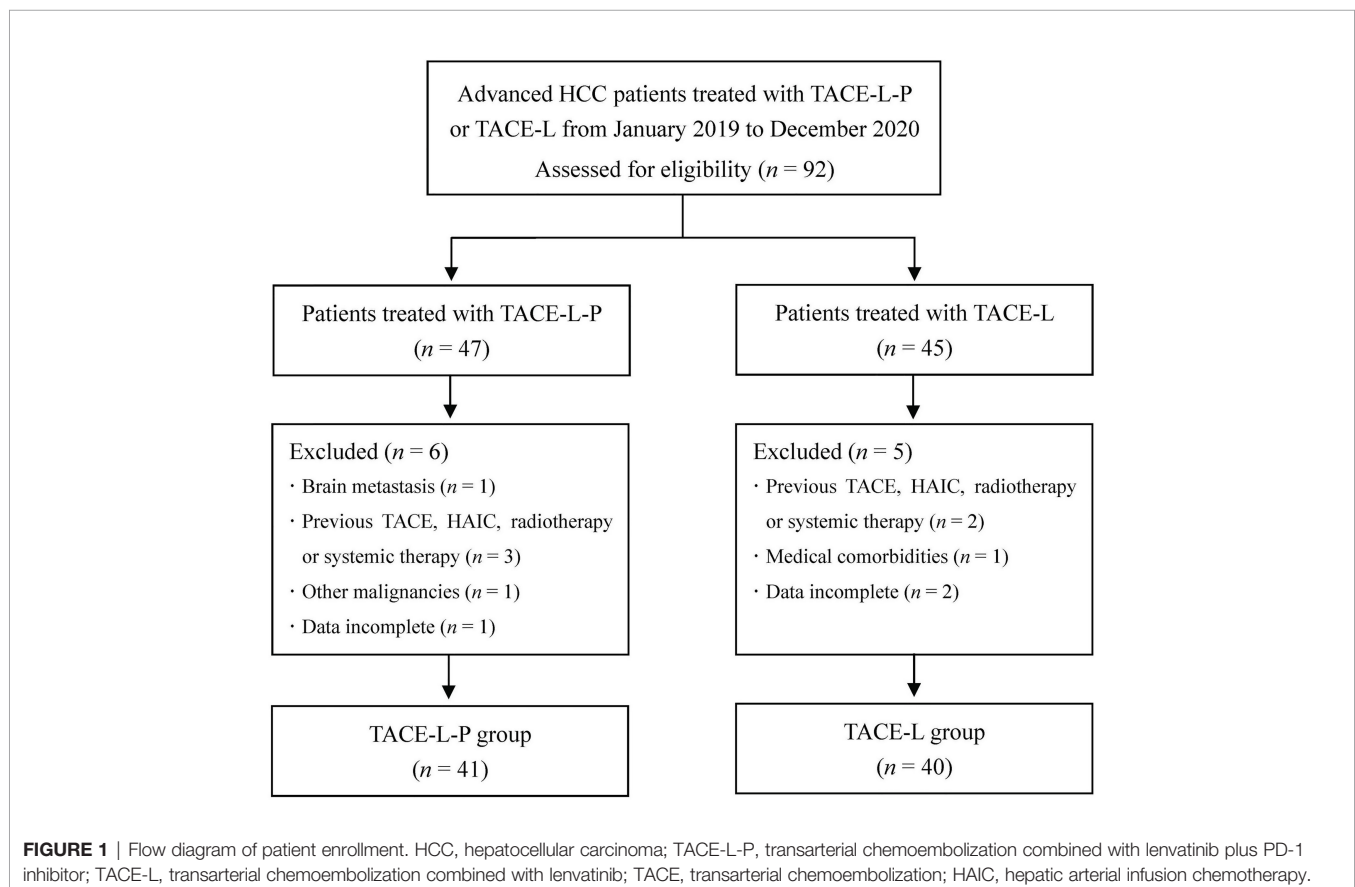 Advanced HCC patients treated with TACE-L-P
or TACE-L from January 2019 to December 2020
Assessed for eligibility (n = 92)
Patients treated with TACE-L-P
(n = 47)
Patients treated with TACE-L
(n = 45)
Excluded (n = 6)
· Brain metastasis (n = 1)
· Previous TACE, HAIC, radiotherapy
or systemic therapy (n = 3)
· Other malignancies (n = 1)
· Data incomplete (n = 1)
Excluded (n = 5)
· Previous TACE, HAIC, radiotherapy
or systemic therapy (n = 2)
· Medical comorbidities (n = 1)
· Data incomplete (n = 2)
TACE-L-P group
(n = 41)
TACE-L group
(n = 40)
FIGURE 1 | Flow diagram of patient enrollment. HCC, hepatocellular carcinoma; TACE-L-P, transarterial chemoembolization combined with lenvatinib plus PD-1
inhibitor; TACE-L, transarterial chemoembolization combined with lenvatinib; TACE, transarterial chemoembolization; HAIC, hepatic arterial infusion chemotherapy.